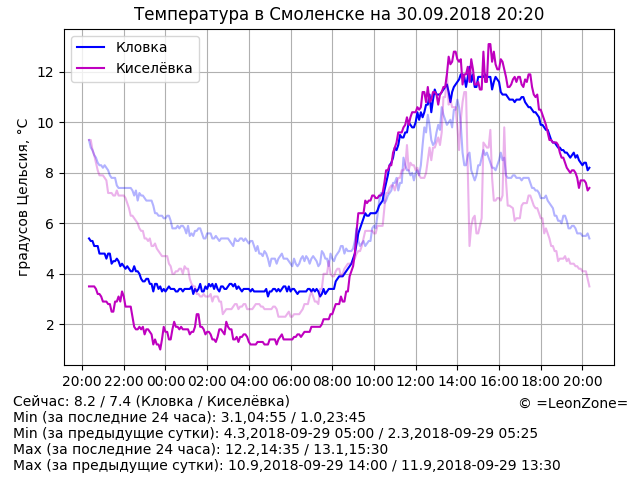 Температура в Смоленске на 30.09.2018 20:20
Кловка
Киселёвка
градусов Цельсия, °C
12
10
8
6
4
2
20:00 22:00 00:00 02:00 04:00 06:00 08:00 10:00 12:00 14:00 16:00 18:00 20:00
Сейчас: 8.2 / 7.4 (Кловка / Киселёвка)
© =LeonZone=
Min (за последние 24 часа): 3.1,04:55 / 1.0,23:45
Min (за предыдущие сутки): 4.3,2018-09-29 05:00 / 2.3,2018-09-29 05:25
Max (за последние 24 часа): 12.2,14:35 / 13.1,15:30
Max (за предыдущие сутки): 10.9,2018-09-29 14:00 / 11.9,2018-09-29 13:30